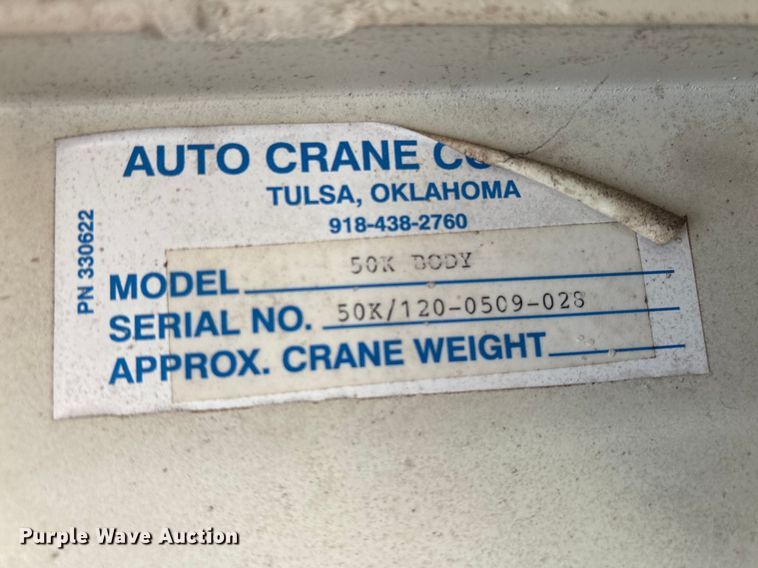 AUTO CRANE
TULSA, OKLAHOMA
918-438-2760
PN 330622
MODEL 50K BODY
SERIAL NO. 50K/120-0509-028
APPROX. CRANE WEIGHT
Purple Wave Auction